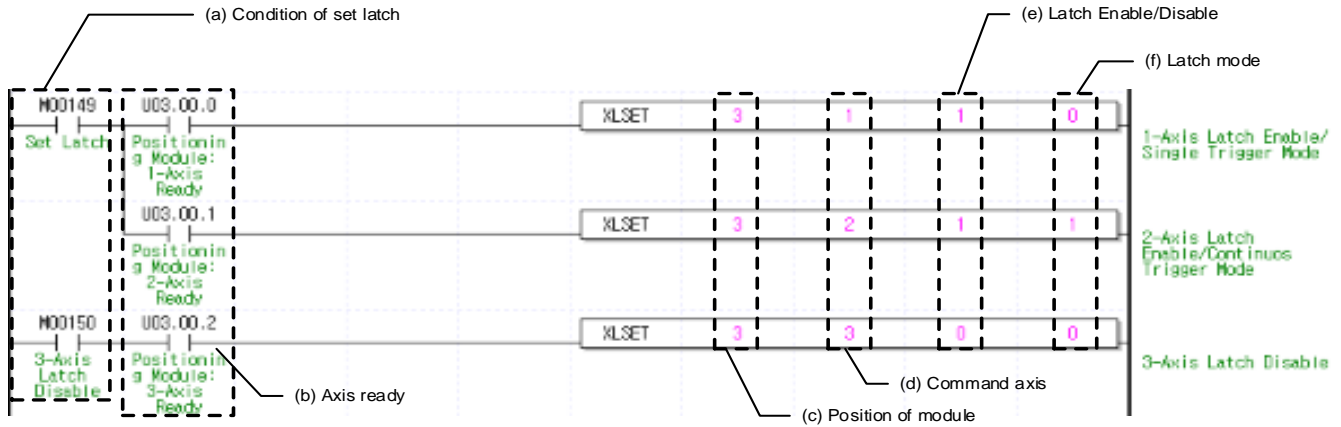 (a) Condition of set latch
(e) Latch Enable/Disable
(f) Latch mode
M00149 U03.00.0 XLSET 3 1 1 0
Set Latch
Positionin
g Module:
1-Axis
Ready
1-Axis Latch Enable/
Single Trigger Mode
U03.00.1 XLSET 3 2 1 1
Positionin
g Module:
2-Axis
Ready
2-Axis Latch
Enable/Continuos
Trigger Mode
M00150 U03.00.2 XLSET 3 3 0 0
3-Axis
Latch
Disable
Positionin
g Module:
3-Axis
Ready
3-Axis Latch Disable
(b) Axis ready
(d) Command axis
(c) Position of module